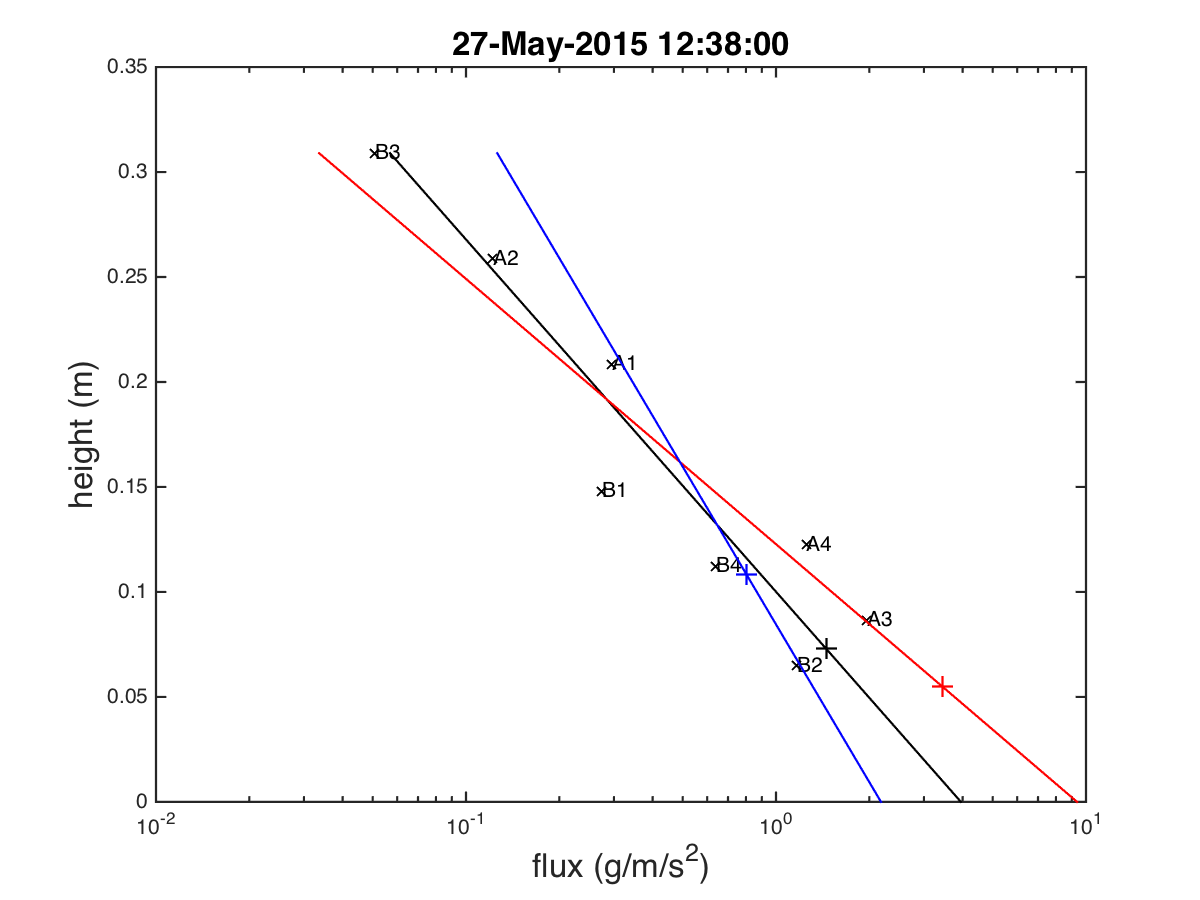 27-May-2015 12:38:00
0.35
0.3
0.25
0.2
0.15
0.1
0.05
0
height (m)
B3
A2
A1
B1
A4
B4
A3
B2
10^-2
10^-1
10^0
10^1
flux (g/m/s^2)